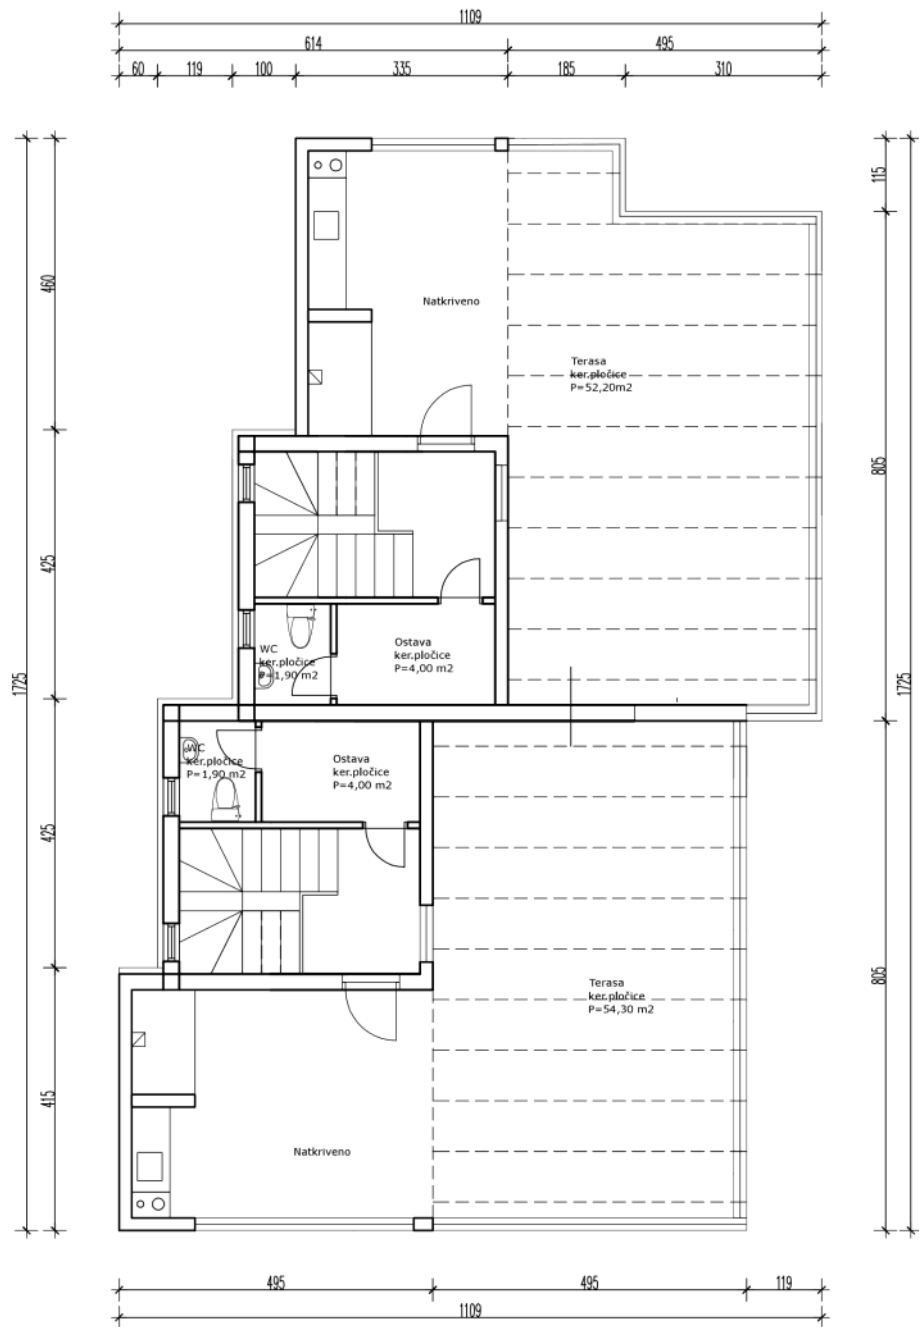 1109
614
495
60
119
100
335
185
310
115
460
Natkriveno
Terasa
ker.pločice
P=52,20m2
805
425
WC
ker.pločice
P=1,90 m2
Ostava
ker.pločice
P=4,00 m2
1725
1725
WC
ker.pločice
P=1,90 m2
Ostava
ker.pločice
P=4,00 m2
425
805
Terasa
ker.pločice
P=54,30 m2
415
Natkriveno
495
495
119
1109